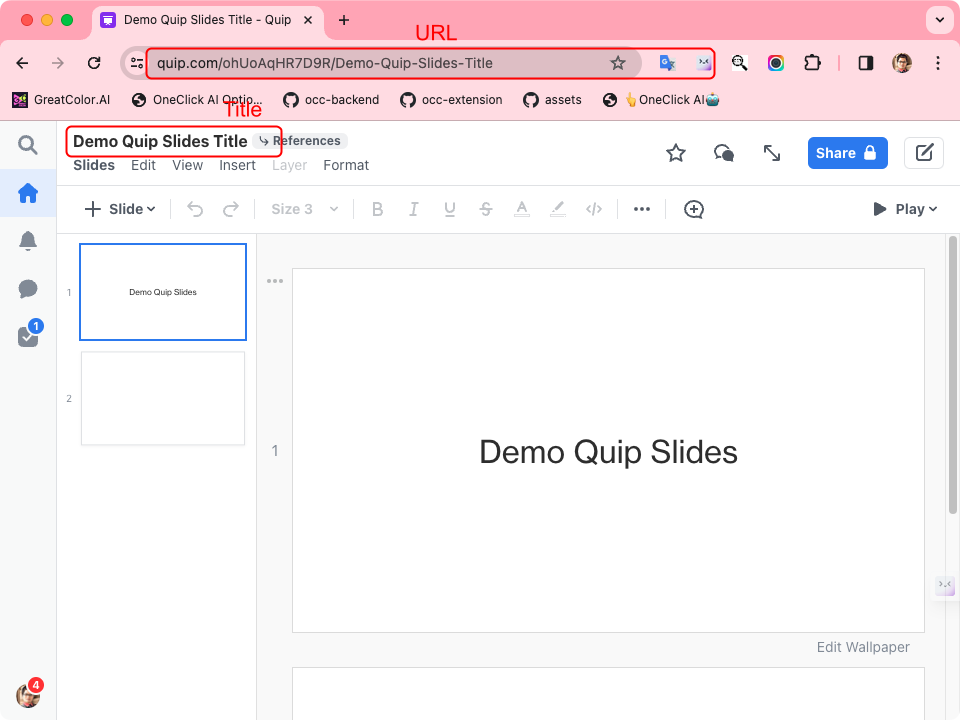 Demo Quip Slides Title - Quip
URL
quip.com/ohUoAqHR7D9R/Demo-Quip-Slides-Title
GreatColor.AI
OneClick AI Optio...
occ-backend
occ-extension
assets
👆OneClick AI🤖
Title
Demo Quip Slides Title
References
Slides Edit View Insert Layer Format
Share
Slide
Size 3
B I U S A
Play
1
Demo Quip Slides
2
1
Demo Quip Slides
1
Edit Wallpaper
4